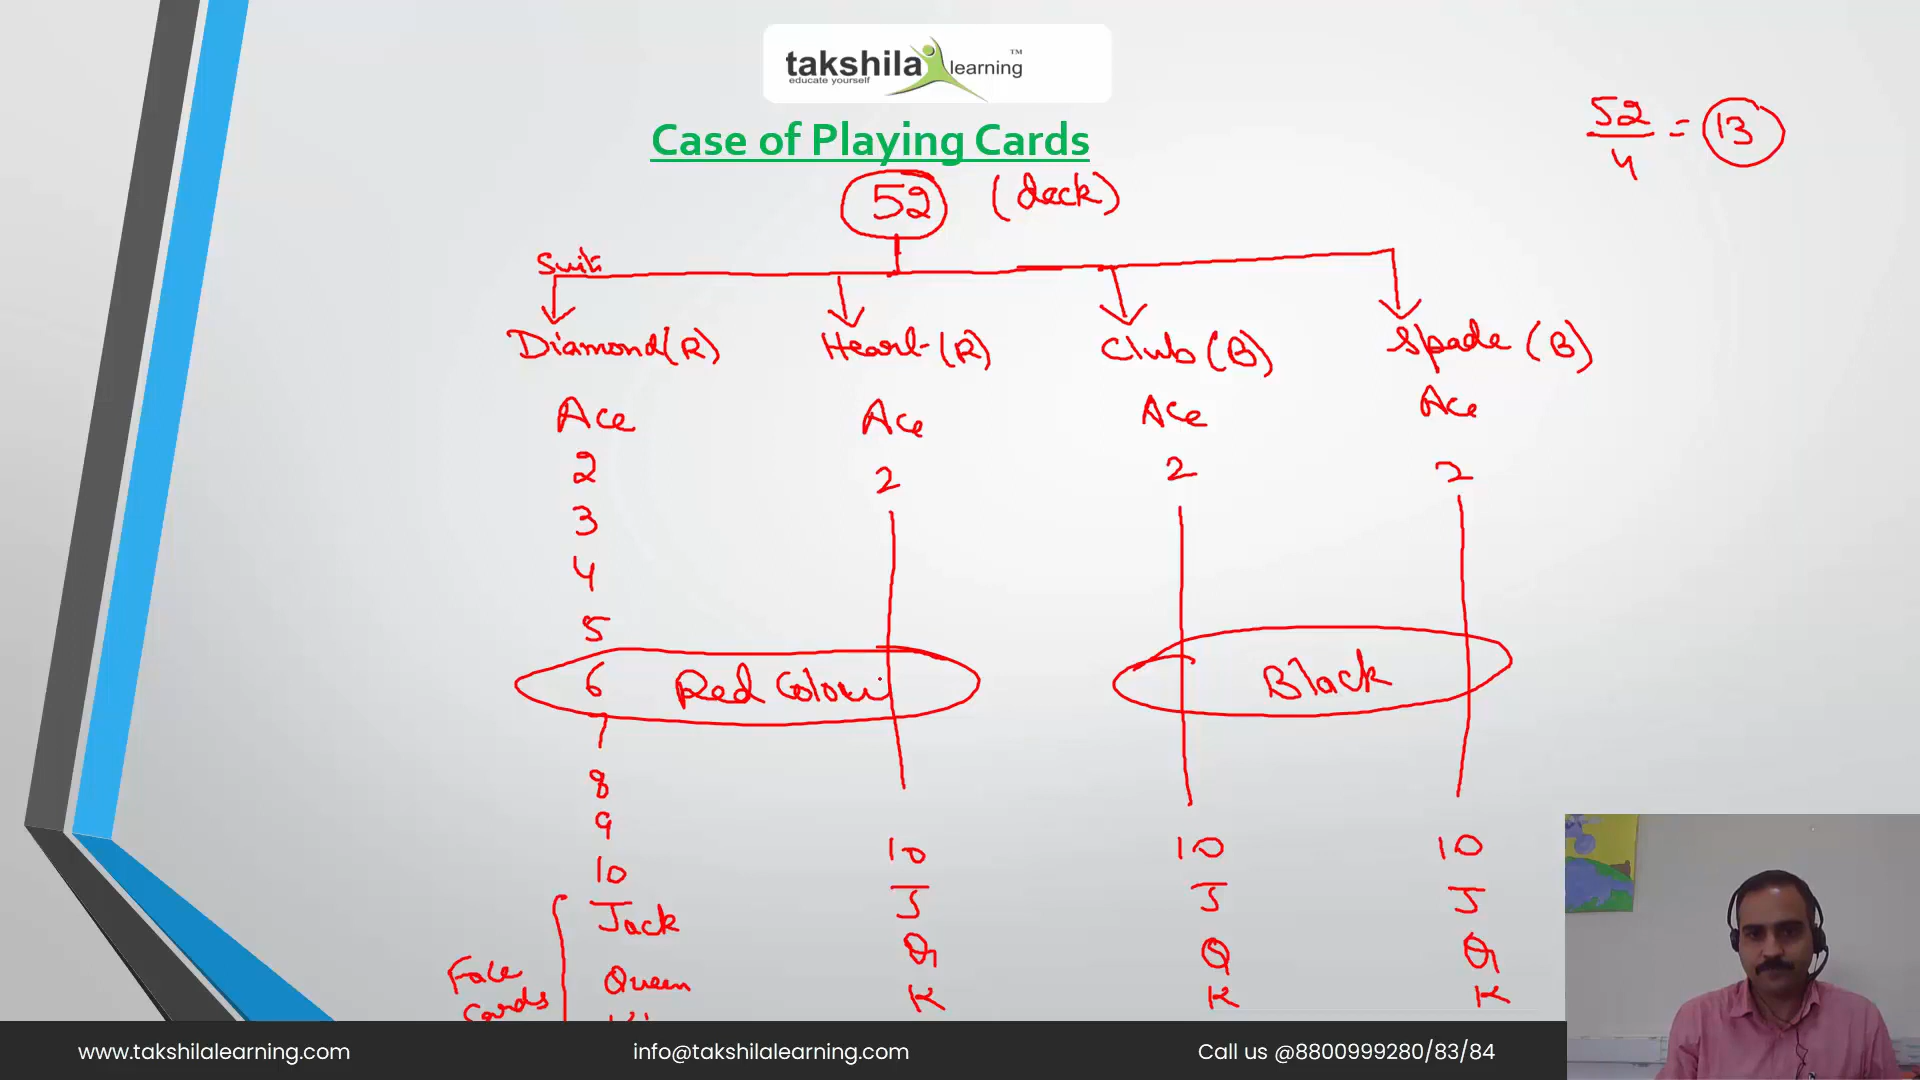 takshila learning™
educate yourself
Case of Playing Cards
52/4 = 13
52 (deck)
Suit
Diamond(R) Heart(R) Club(B) Spade(B)
Ace Ace Ace Ace
2 2 2 2
3
4
5
6 Red Colour Black
7
8
9
10 10 10 10
Jack J J J
Face Cards
Queen Q Q Q
K K K
www.takshilalearning.com info@takshilalearning.com Call us @8800999280/83/84